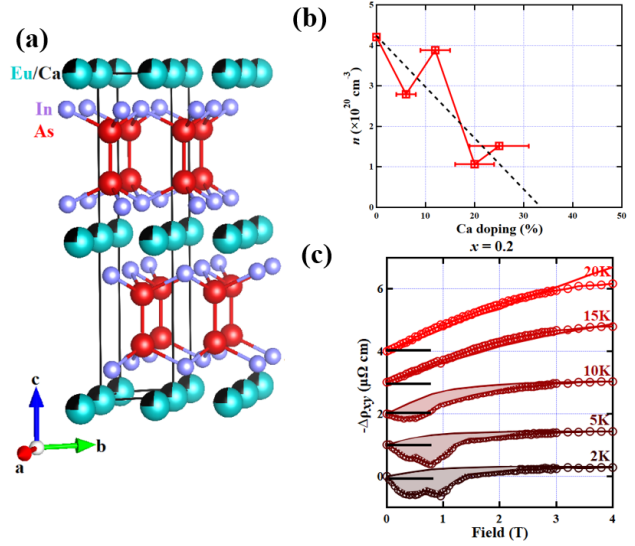 (a)
Eu/Ca
In
As
c
b
a
(b)
n (×10²⁰ cm⁻³)
5
4
3
2
1
0
0 10 20 30 40 50
Ca doping (%)
(c)
x = 0.2
-Δρxy (μΩ cm)
6
4
2
0
20K
15K
10K
5K
2K
0 1 2 3 4
Field (T)